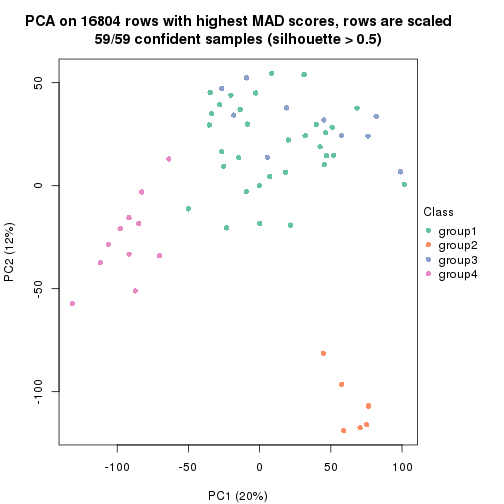 PCA on 16804 rows with highest MAD scores, rows are scaled
59/59 confident samples (silhouette > 0.5)
50
0
-50
-100
PC2 (12%)
-100
-50
0
50
100
PC1 (20%)
Class
group1
group2
group3
group4